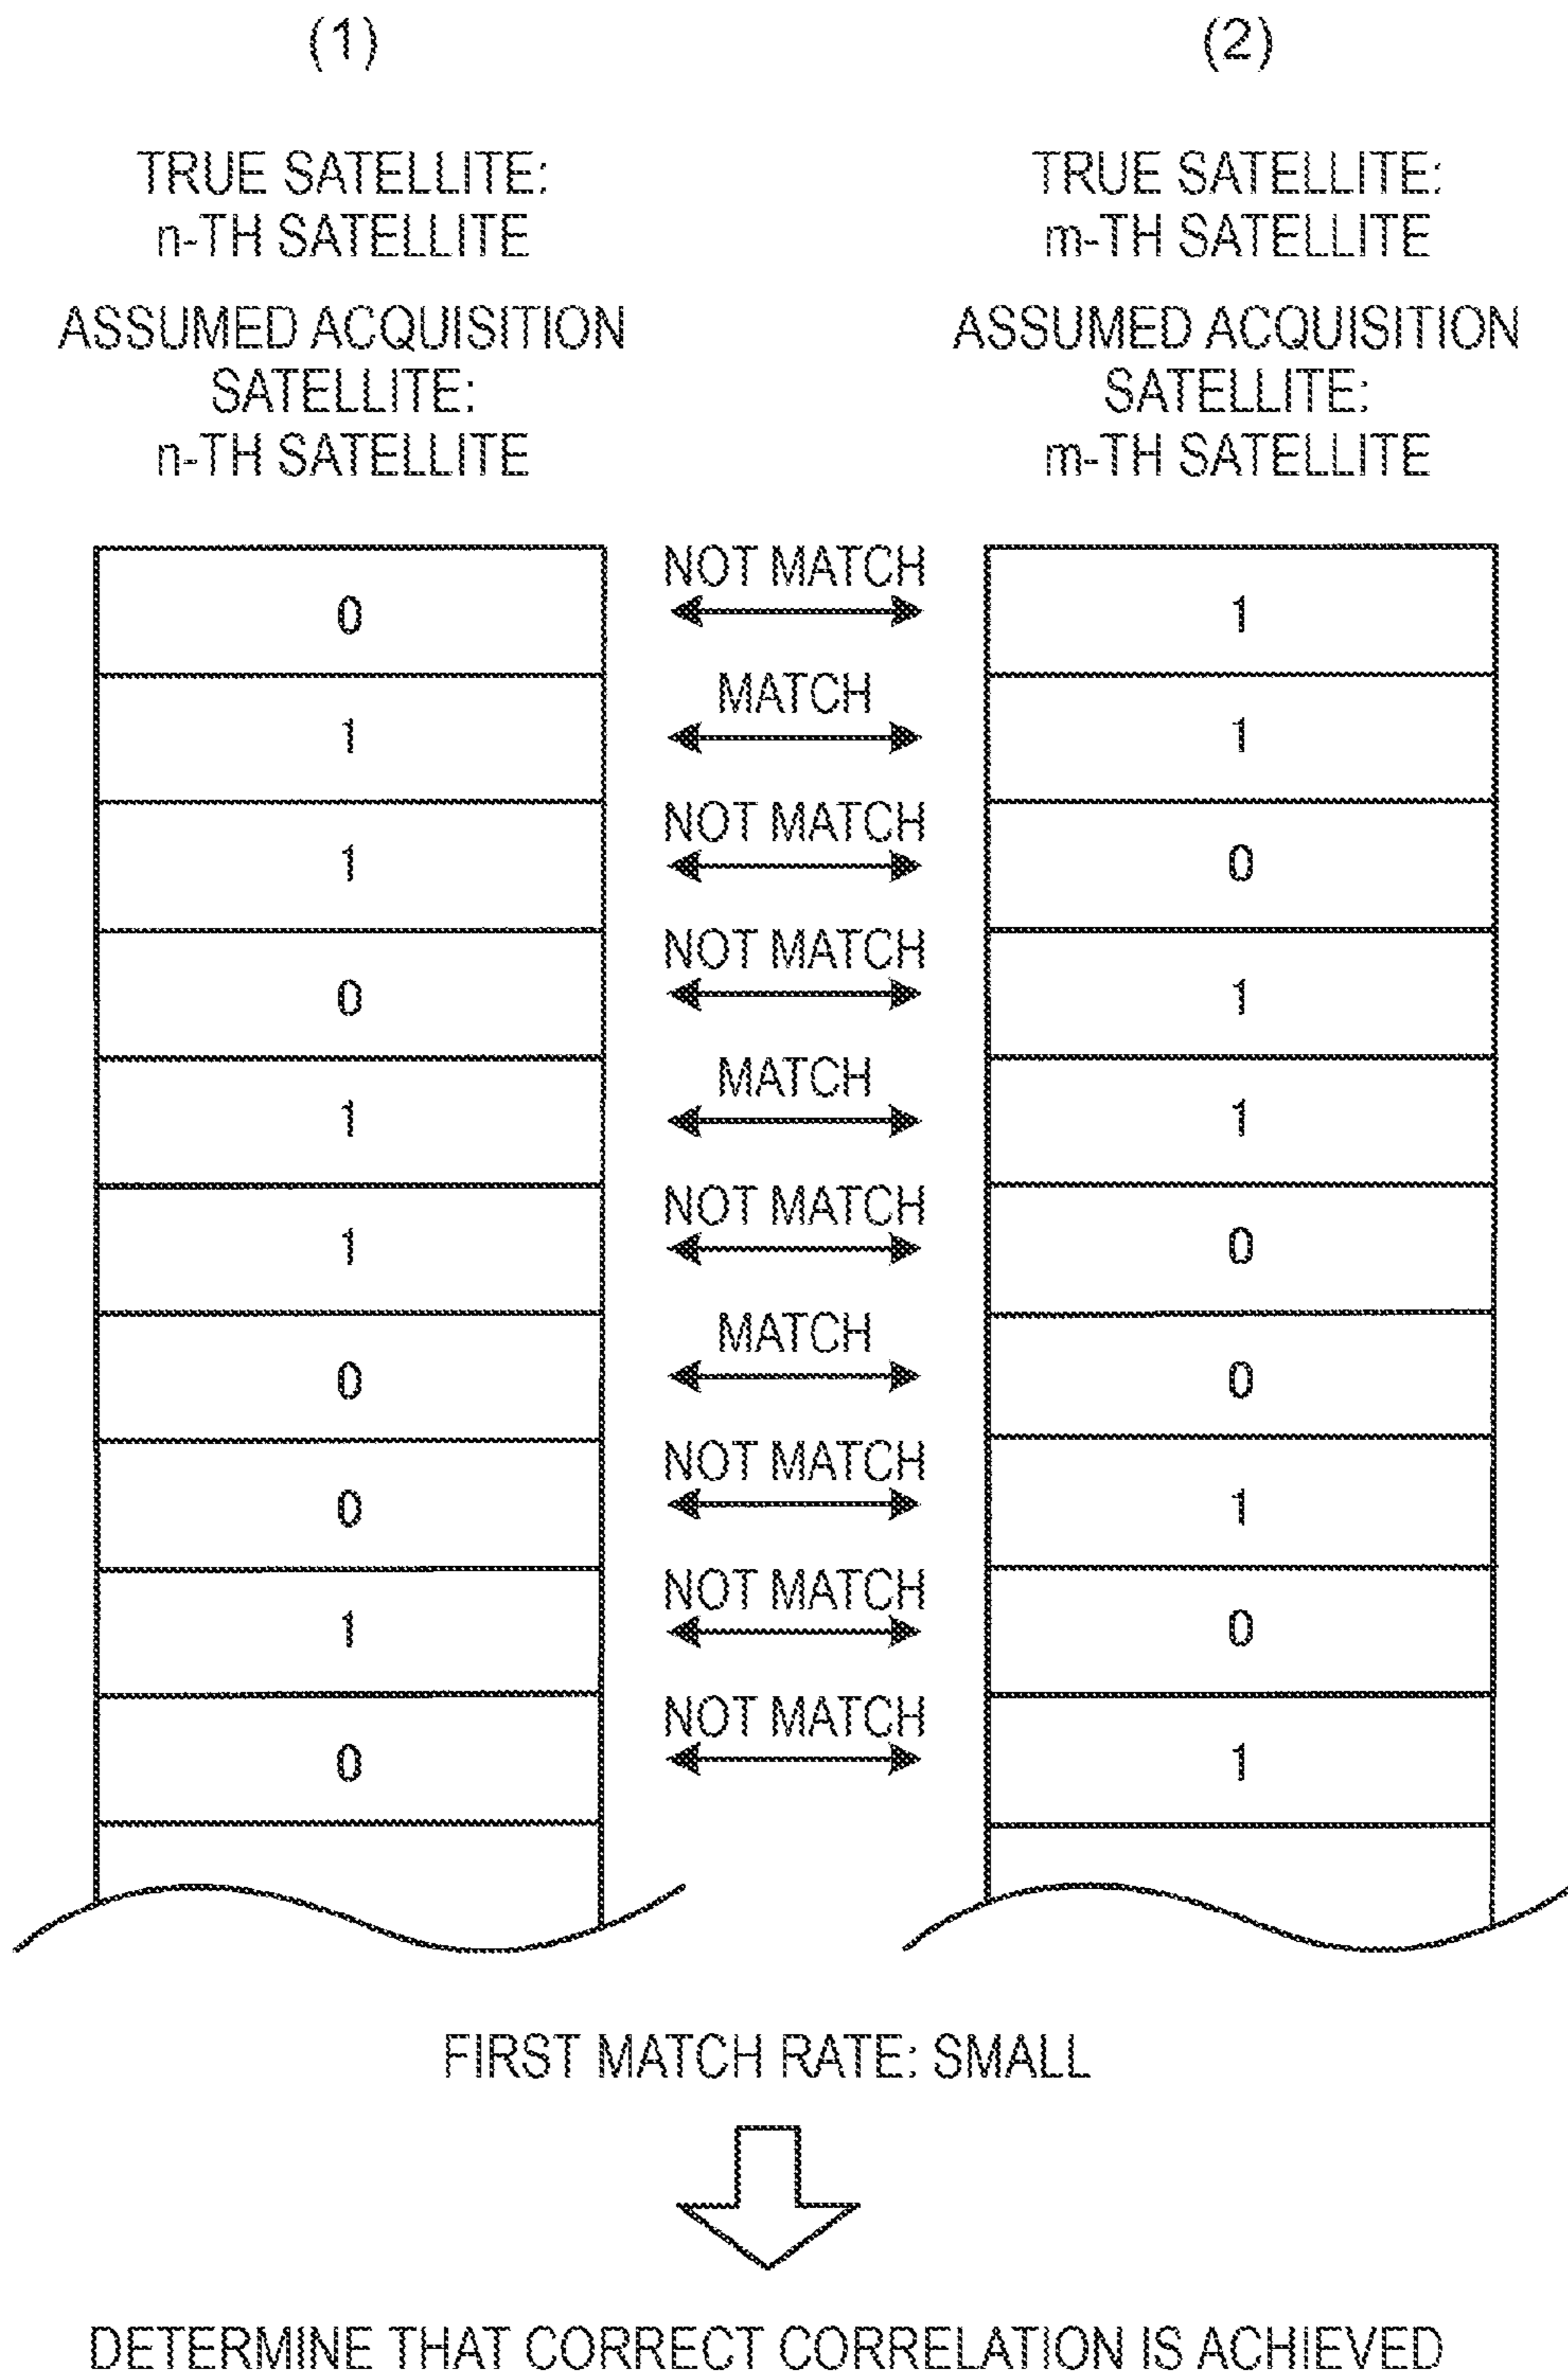 (1)
(2)
TRUE SATELLITE:
n-TH SATELLITE
ASSUMED ACQUISITION
SATELLITE:
n-TH SATELLITE
TRUE SATELLITE:
m-TH SATELLITE
ASSUMED ACQUISITION
SATELLITE:
m-TH SATELLITE
0 NOT MATCH 1
1 MATCH 1
1 NOT MATCH 0
0 NOT MATCH 1
1 MATCH 1
1 NOT MATCH 0
0 MATCH 0
0 NOT MATCH 1
1 NOT MATCH 0
0 NOT MATCH 1
FIRST MATCH RATE: SMALL
DETERMINE THAT CORRECT CORRELATION IS ACHIEVED